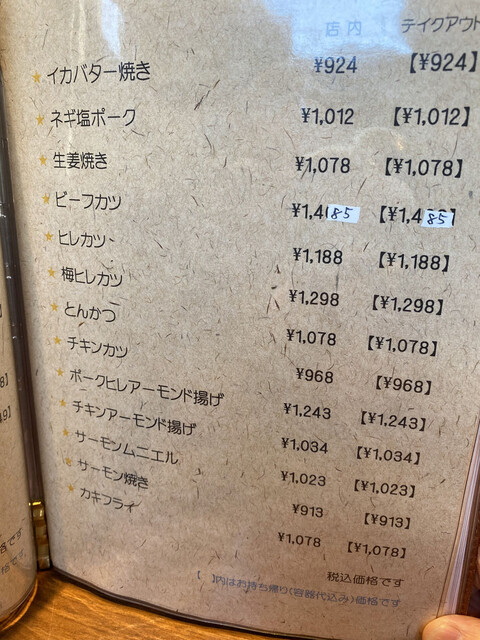 店内 テイクアウト
★イカバター焼き ¥924 【¥924】
★ネギ塩ポーク ¥1,012 【¥1,012】
★生姜焼き ¥1,078 【¥1,078】
★ビーフカツ ¥1,485 【¥1,485】
★ヒレカツ ¥1,188 【¥1,188】
★梅ヒレカツ ¥1,298 【¥1,298】
★とんかつ ¥1,078 【¥1,078】
★チキンカツ ¥968 【¥968】
★ポークヒレアーモンド揚げ ¥1,243 【¥1,243】
★チキンアーモンド揚げ ¥1,034 【¥1,034】
★サーモンムニエル ¥1,023 【¥1,023】
★サーモン焼き ¥913 【¥913】
★カキフライ ¥1,078 【¥1,078】
税込価格です
【 】内はお持ち帰り(容器代込み)価格です